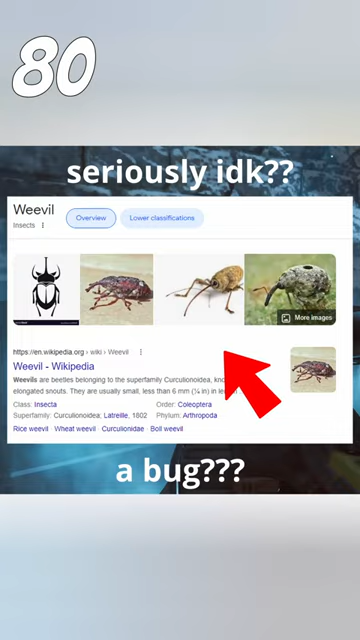 80
seriously idk??
Weevil
Insects
Overview
Lower classifications
More images
https://en.wikipedia.org › wiki › Weevil
Weevil - Wikipedia
Weevils are beetles belonging to the superfamily Curculionoidea,
elongated snouts. They are usually small, less than 6 mm (¼ in) in
Class: Insecta Order: Coleoptera
Superfamily: Curculionoidea; Latreille, 1802 Phylum: Arthropoda
Rice weevil · Wheat weevil · Curculionidae · Boll weevil
a bug???